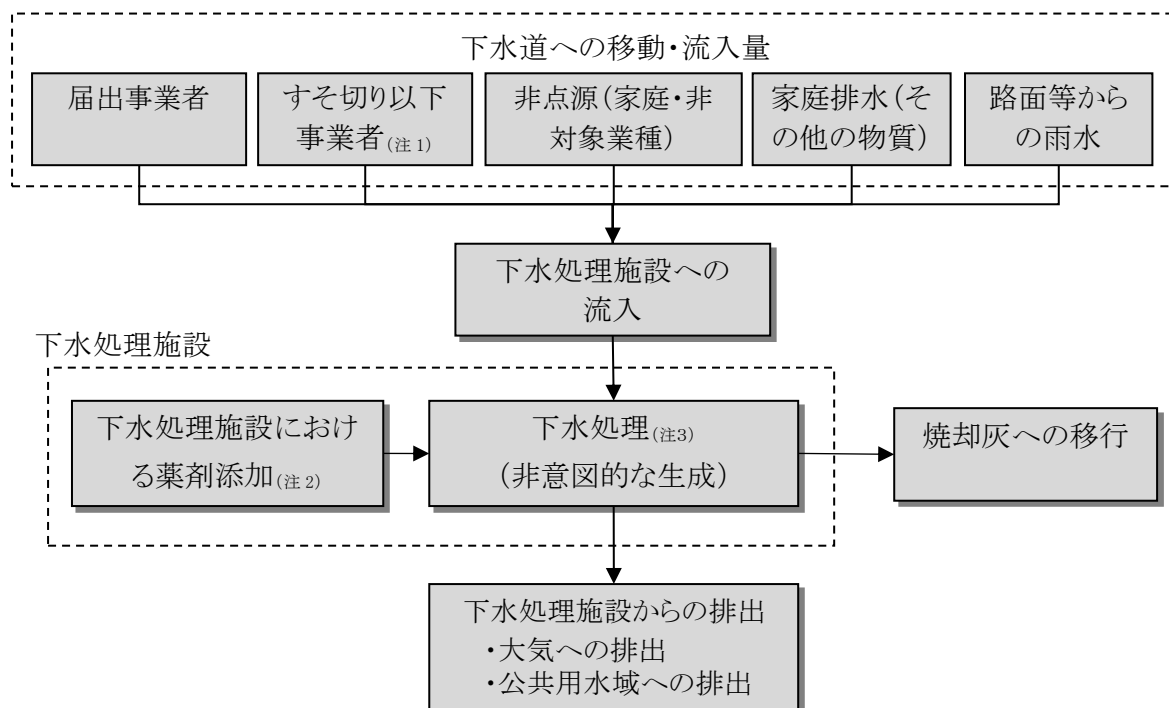 下水道への移動・流入量
届出事業者
すそ切り以下
事業者(注1)
非点源(家庭・非
対象業種)
家庭排水(そ
の他の物質)
路面等から
の雨水
下水処理施設への
流入
下水処理施設
下水処理施設におけ
る薬剤添加(注2)
下水処理(注3)
(非意図的な生成)
焼却灰への移行
下水処理施設からの排出
・大気への排出
・公共用水域への排出